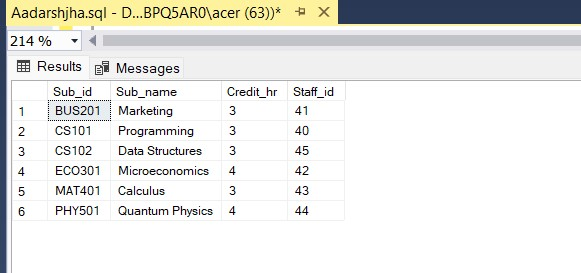 Aadarshjha.sql - D...BPQ5AR0\acer (63))*
214 %
Results Messages
Sub_id Sub_name Credit_hr Staff_id
1 BUS201 Marketing 3 41
2 CS101 Programming 3 40
3 CS102 Data Structures 3 45
4 ECO301 Microeconomics 4 42
5 MAT401 Calculus 3 43
6 PHY501 Quantum Physics 4 44